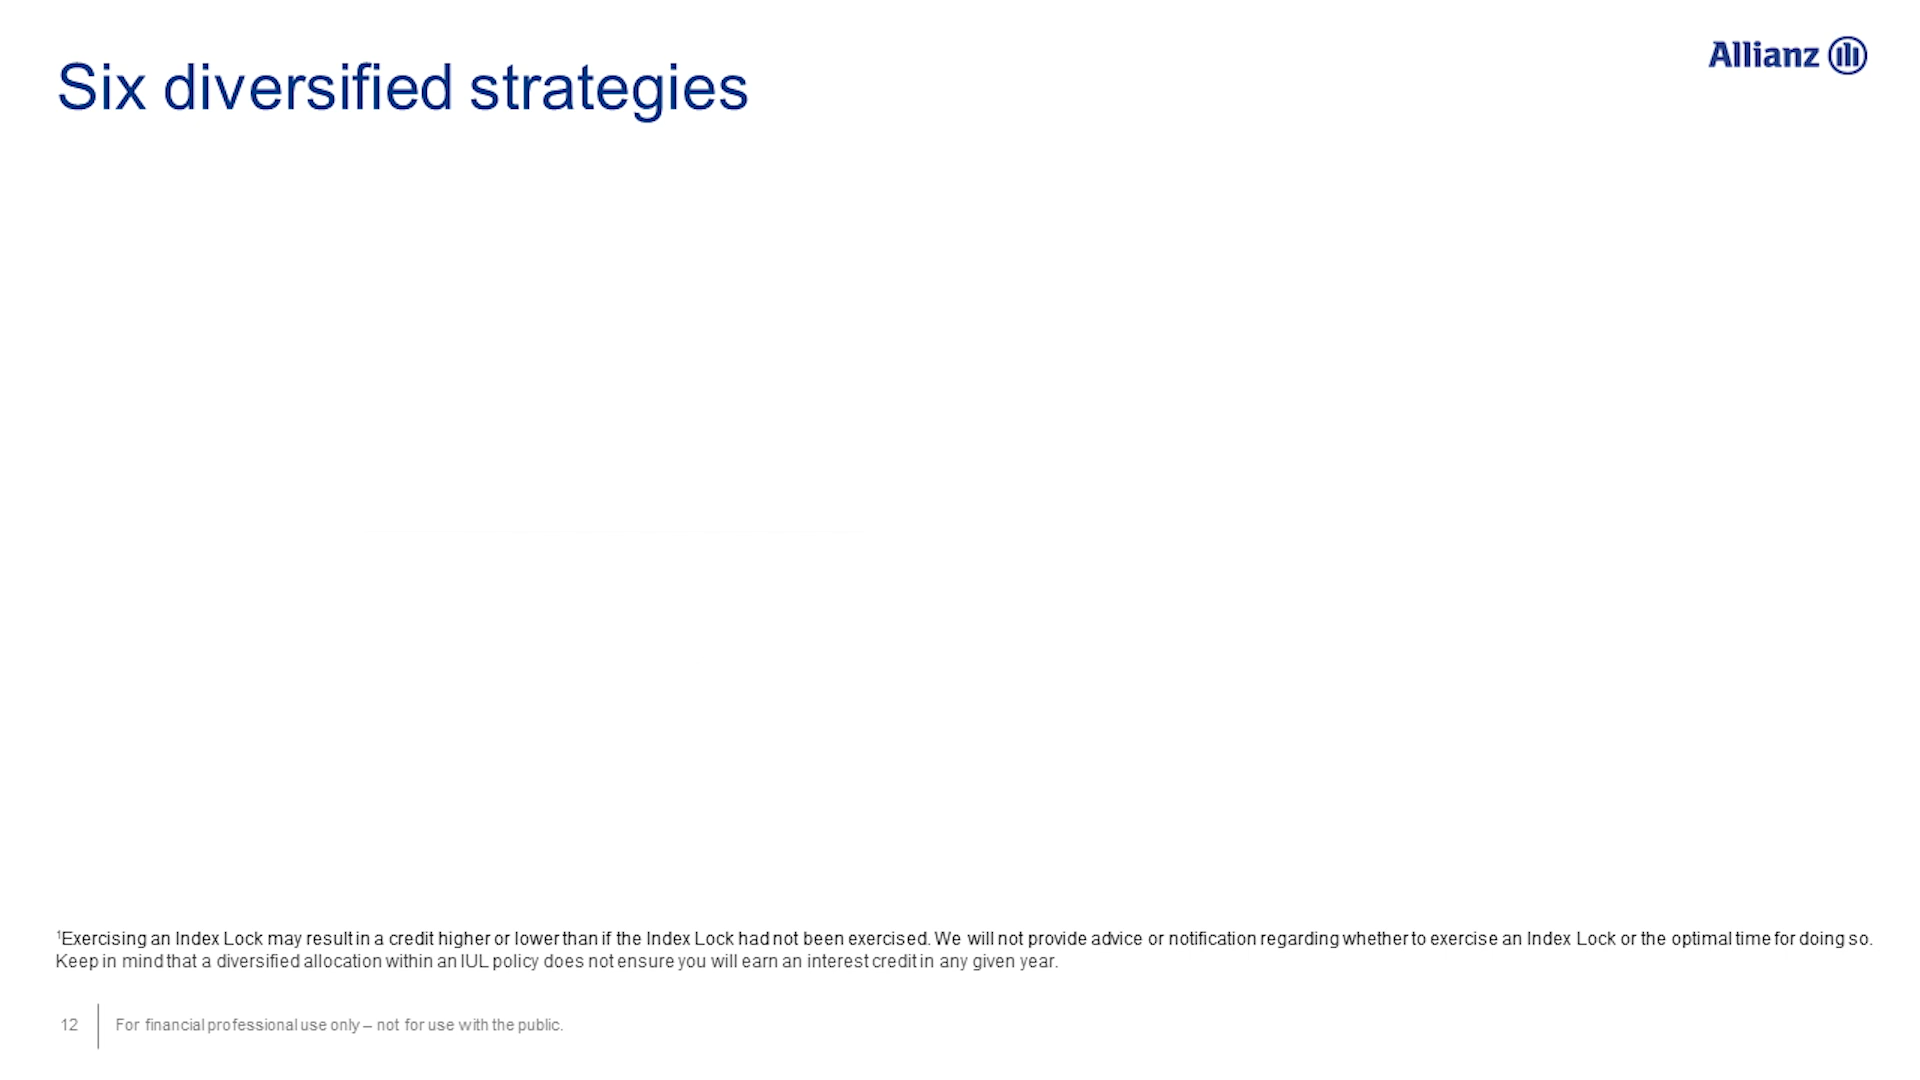 Allianz
Six diversified strategies
¹Exercising an Index Lock may result in a credit higher or lower than if the Index Lock had not been exercised. We will not provide advice or notification regarding whether to exercise an Index Lock or the optimal time for doing so.
Keep in mind that a diversified allocation within an IUL policy does not ensure you will earn an interest credit in any given year.
12
For financial professional use only – not for use with the public.